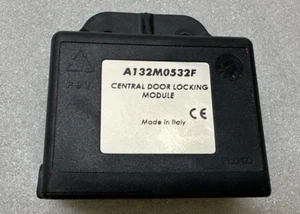 A132M0532F
CENTRAL DOOR LOCKING
MODULE
Made in Italy CE